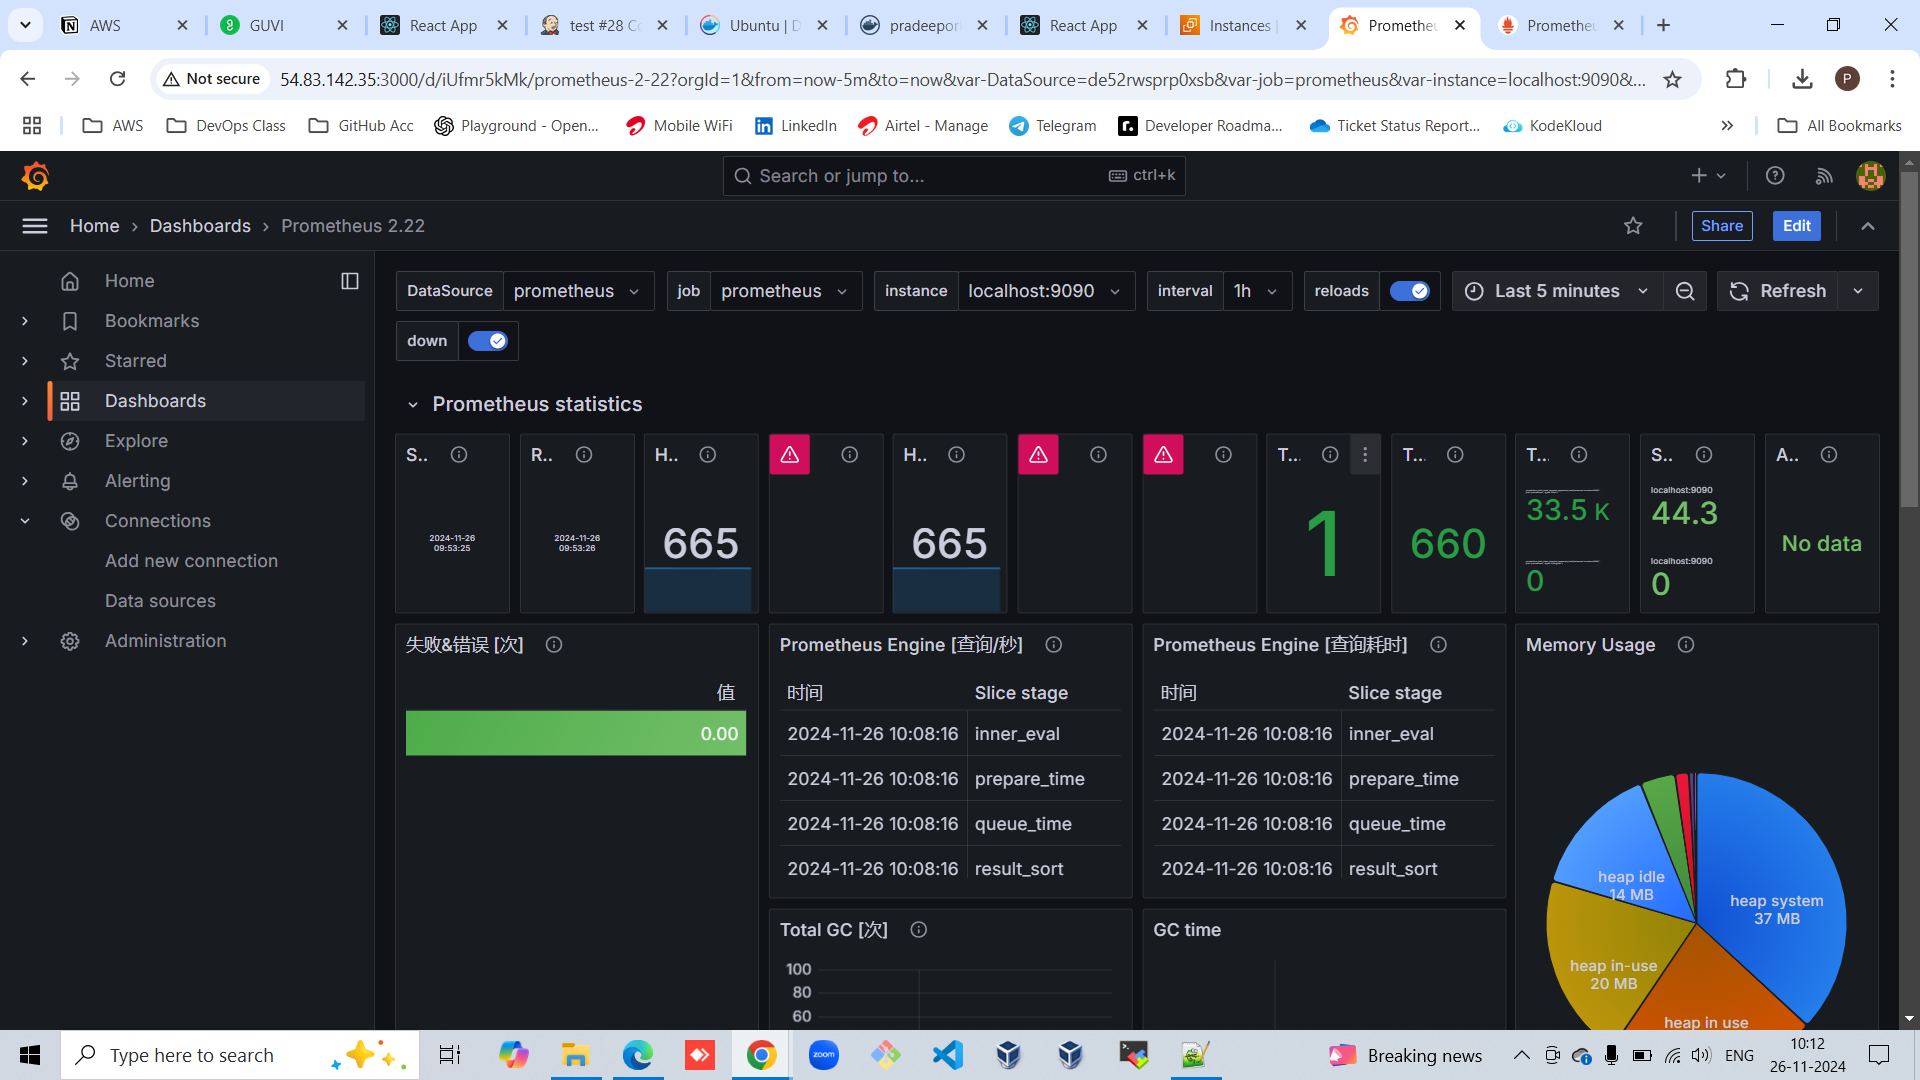 AWS
GUVI
React App
test #28 Co
Ubuntu | D
pradeepori
React App
Instances |
Prometheu
Prometheu
Not secure
54.83.142.35:3000/d/iUfmr5kMk/prometheus-2-22?orgId=1&from=now-5m&to=now&var-DataSource=de52rwsprp0xsb&var-job=prometheus&var-instance=localhost:9090&...
P
AWS
DevOps Class
GitHub Acc
Playground - Open...
Mobile WiFi
LinkedIn
Airtel - Manage
Telegram
Developer Roadma...
Ticket Status Report...
KodeKloud
All Bookmarks
Search or jump to...
ctrl+k
Home
Dashboards
Prometheus 2.22
Share
Edit
Home
Bookmarks
Starred
Dashboards
Explore
Alerting
Connections
Add new connection
Data sources
Administration
DataSource
prometheus
job
prometheus
instance
localhost:9090
interval
1h
reloads
Last 5 minutes
Refresh
down
Prometheus statistics
S..
2024-11-26
09:53:25
R..
2024-11-26
09:53:26
H..
665
H..
665
T...
1
T...
660
T...
33.5 K
0
S...
localhost:9090
44.3
localhost:9090
0
A..
No data
失败&错误 [次]
值
0.00
Prometheus Engine [查询/秒]
时间 Slice stage
2024-11-26 10:08:16 inner_eval
2024-11-26 10:08:16 prepare_time
2024-11-26 10:08:16 queue_time
2024-11-26 10:08:16 result_sort
Prometheus Engine [查询耗时]
时间 Slice stage
2024-11-26 10:08:16 inner_eval
2024-11-26 10:08:16 prepare_time
2024-11-26 10:08:16 queue_time
2024-11-26 10:08:16 result_sort
Memory Usage
heap idle
14 MB
heap system
37 MB
heap in-use
20 MB
heap in use
Total GC [次]
100
80
60
GC time
Type here to search
zoom
Breaking news
ENG
10:12
26-11-2024